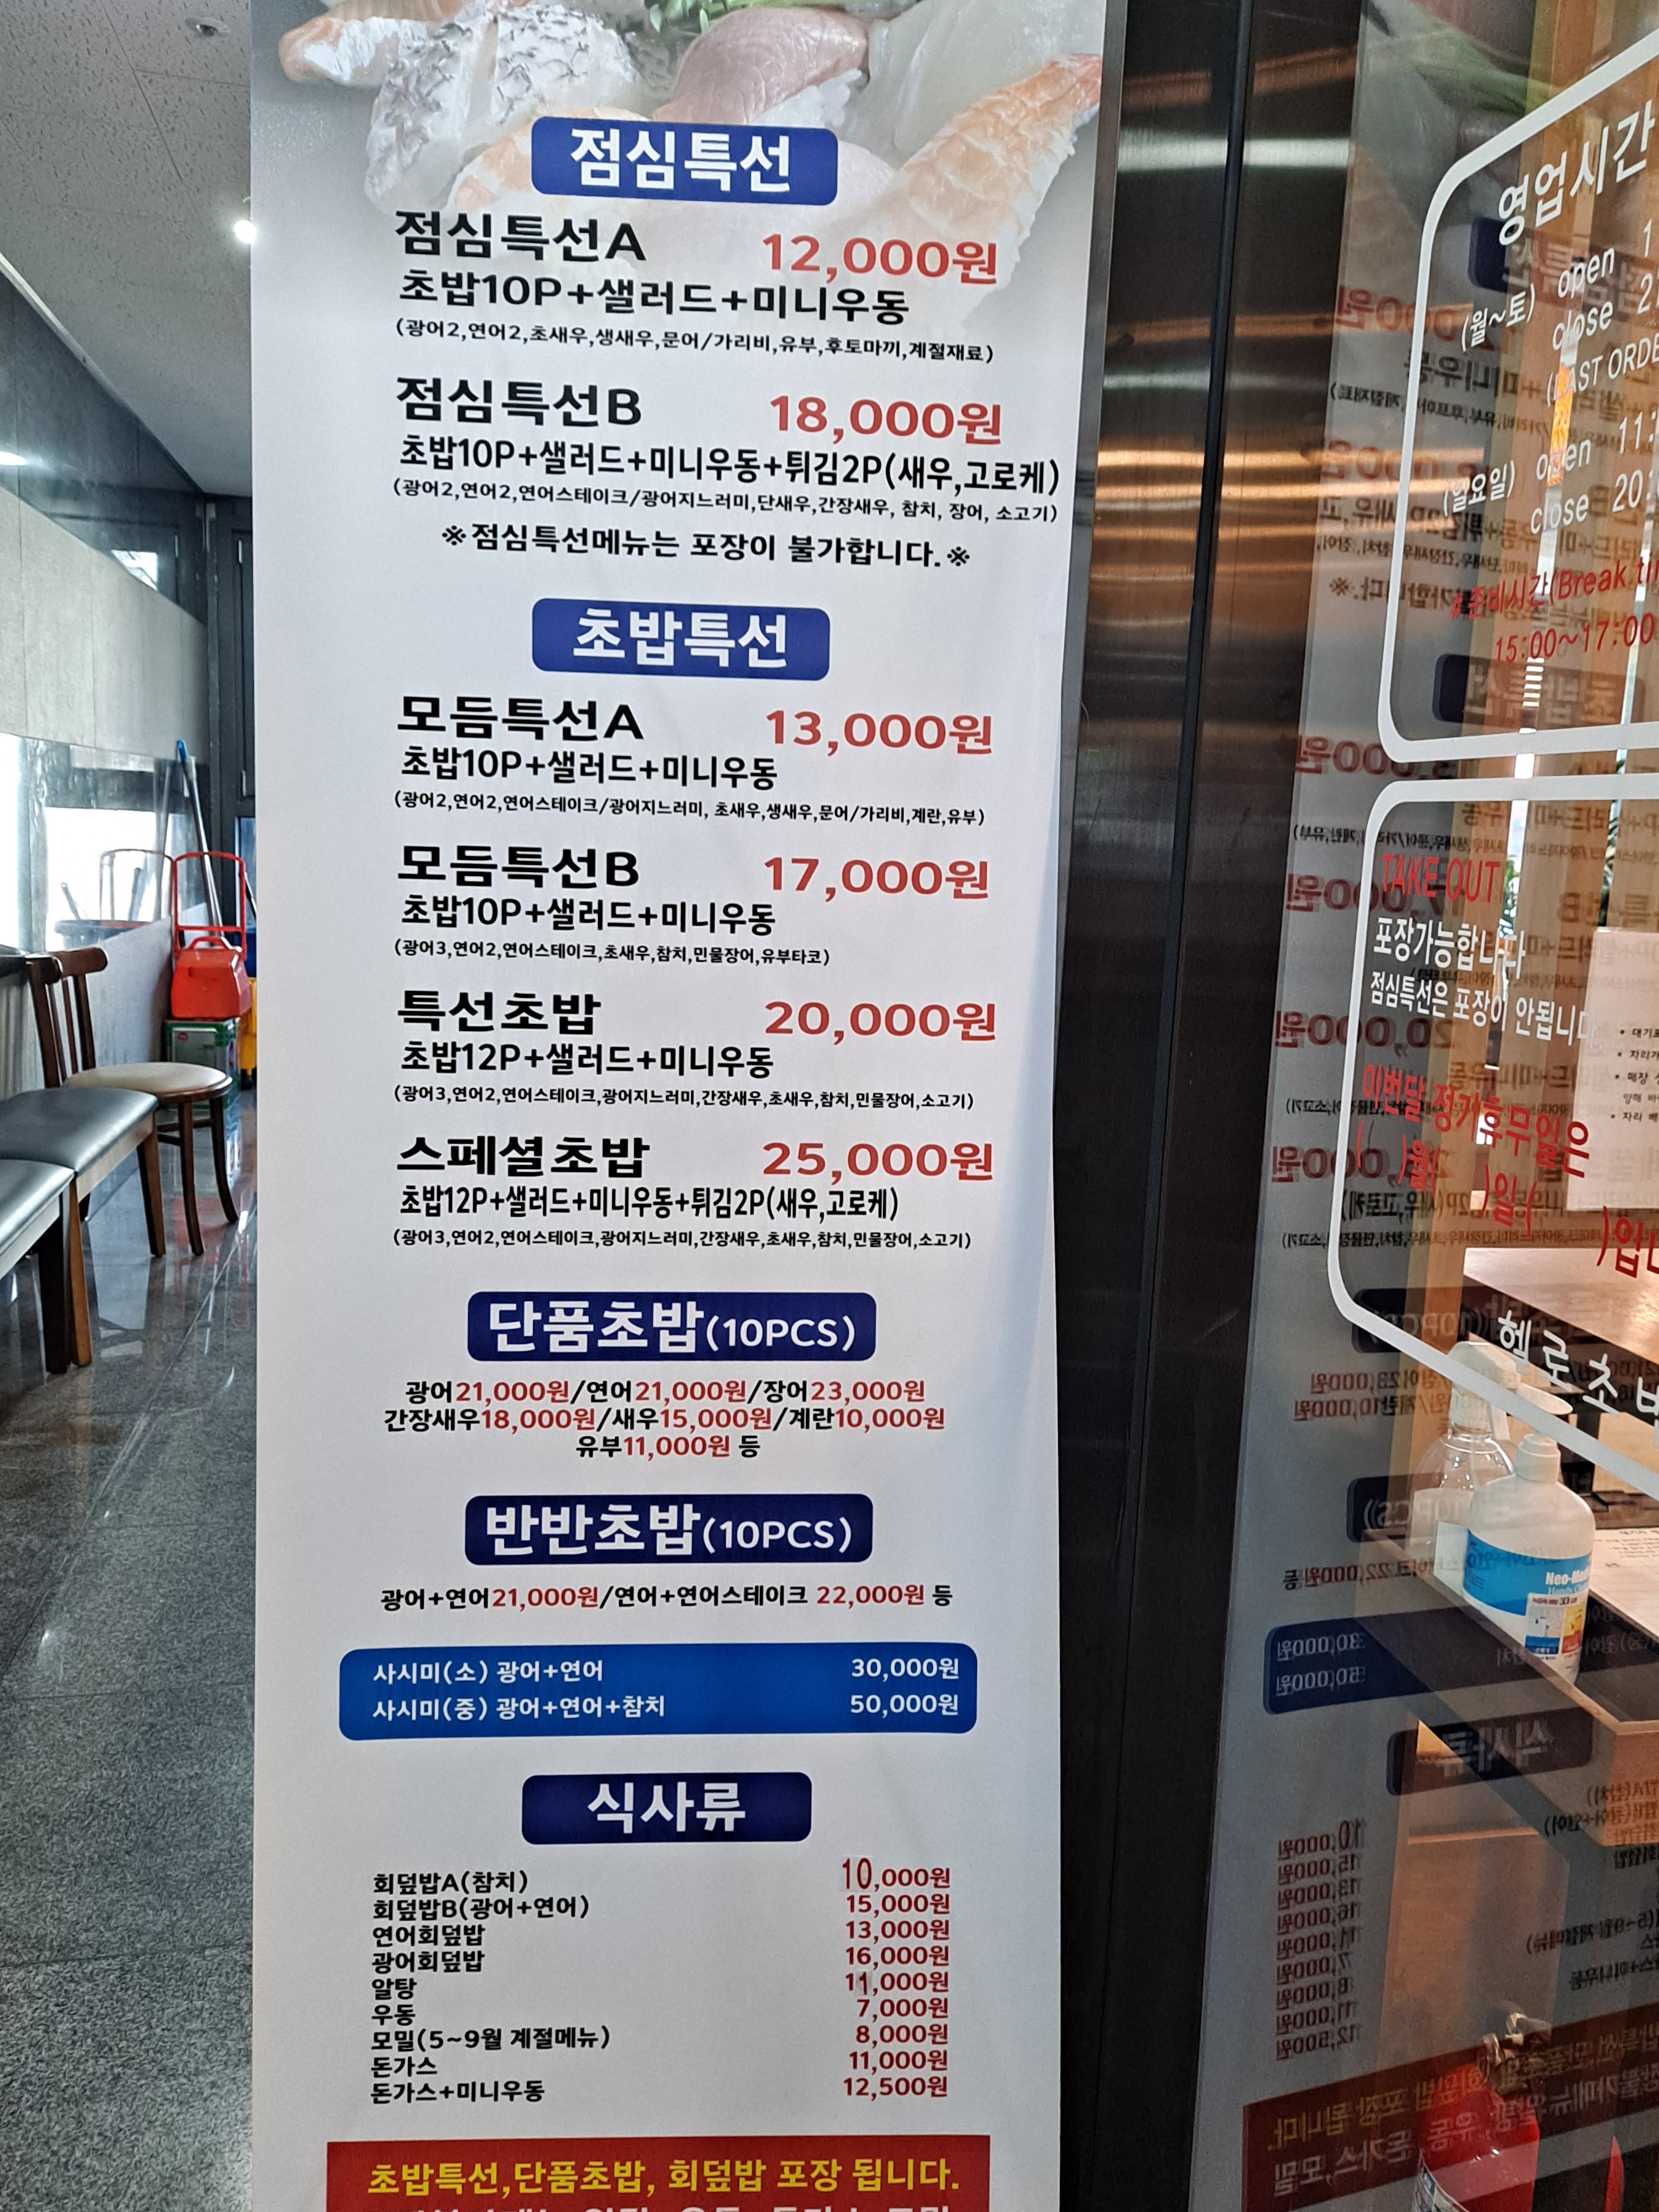 점심특선
점심특선A 12,000원
초밥10P+샐러드+미니우동
(광어2,연어2,초새우,생새우,문어/가리비,유부,후토마끼,계절재료)
점심특선B 18,000원
초밥10P+샐러드+미니우동+튀김2P(새우,고로케)
(광어2,연어2,연어스테이크/광어지느러미,단새우,간장새우, 참치, 장어, 소고기)
※점심특선메뉴는 포장이 불가합니다.※
초밥특선
모듬특선A 13,000원
초밥10P+샐러드+미니우동
(광어2,연어2,연어스테이크/광어지느러미, 초새우,생새우,문어/가리비,계란,유부)
모듬특선B 17,000원
초밥10P+샐러드+미니우동
(광어3,연어2,연어스테이크,초새우,참치,민물장어,유부타코)
특선초밥 20,000원
초밥12P+샐러드+미니우동
(광어3,연어2,연어스테이크,광어지느러미,간장새우,초새우,참치,민물장어,소고기)
스페셜초밥 25,000원
초밥12P+샐러드+미니우동+튀김2P(새우,고로케)
(광어3,연어2,연어스테이크,광어지느러미,간장새우,초새우,참치,민물장어,소고기)
단품초밥(10PCS)
광어21,000원/연어21,000원/장어23,000원
간장새우18,000원/새우15,000원/계란10,000원
유부11,000원 등
반반초밥(10PCS)
광어+연어21,000원/연어+연어스테이크 22,000원 등
사시미(소) 광어+연어 30,000원
사시미(중) 광어+연어+참치 50,000원
식사류
회덮밥A(참치) 10,000원
회덮밥B(광어+연어) 15,000원
연어회덮밥 13,000원
광어회덮밥 16,000원
알탕 11,000원
우동 7,000원
모밀(5~9월 계절메뉴) 8,000원
돈가스 11,000원
돈가스+미니우동 12,500원
초밥특선,단품초밥, 회덮밥 포장 됩니다.
영업시간
(월~토) open
close
(LAST
(일요일) open
close
준비시간(Break
15:00~17:00
TAKE OUT
포장가능합니다
점심특선은 포장이 안됩니다
이번달 정기휴무일은
( )월( )일(
)입니
헬로초밥